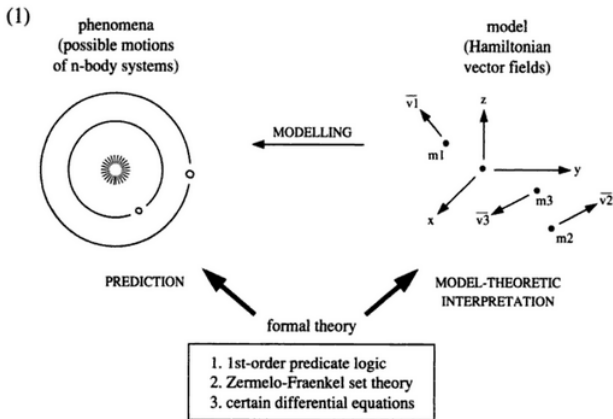 (1)
phenomena
(possible motions
of n-body systems)
model
(Hamiltonian
vector fields)
MODELLING
v1
m1
z
y
x
m3
v3
v2
m2
PREDICTION
MODEL-THEORETIC
INTERPRETATION
formal theory
1. 1st-order predicate logic
2. Zermelo-Fraenkel set theory
3. certain differential equations